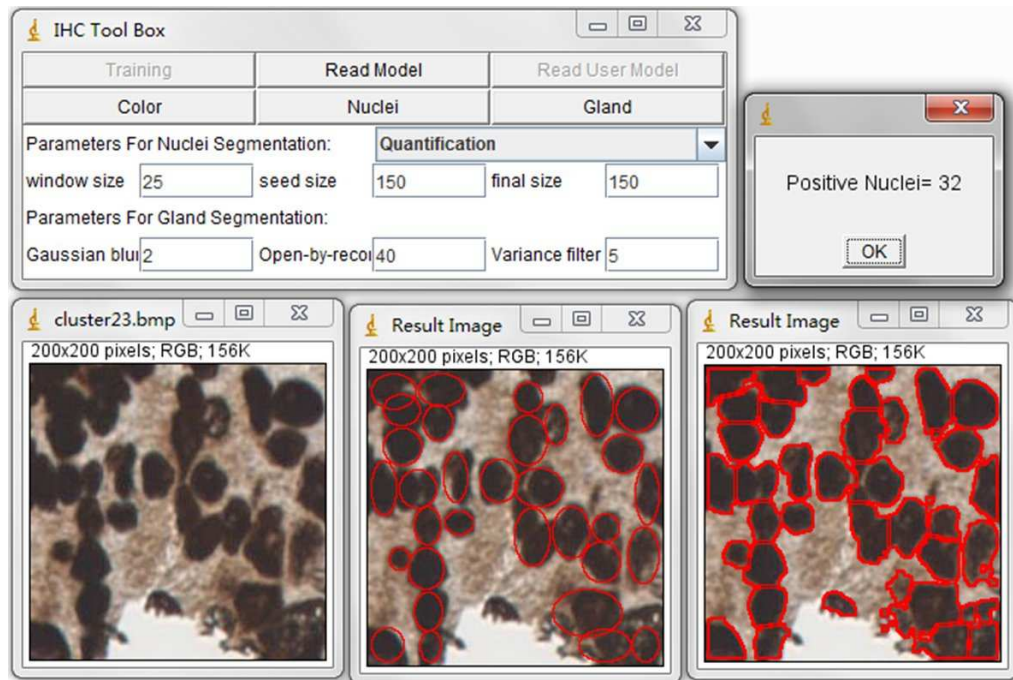 IHC Tool Box
Training Read Model Read User Model
Color Nuclei Gland
Parameters For Nuclei Segmentation: Quantification
window size 25 seed size 150 final size 150
Parameters For Gland Segmentation:
Gaussian blur 2 Open-by-recor 40 Variance filter 5
Positive Nuclei= 32
OK
cluster23.bmp
200x200 pixels; RGB; 156K
Result Image
200x200 pixels; RGB; 156K
Result Image
200x200 pixels; RGB; 156K